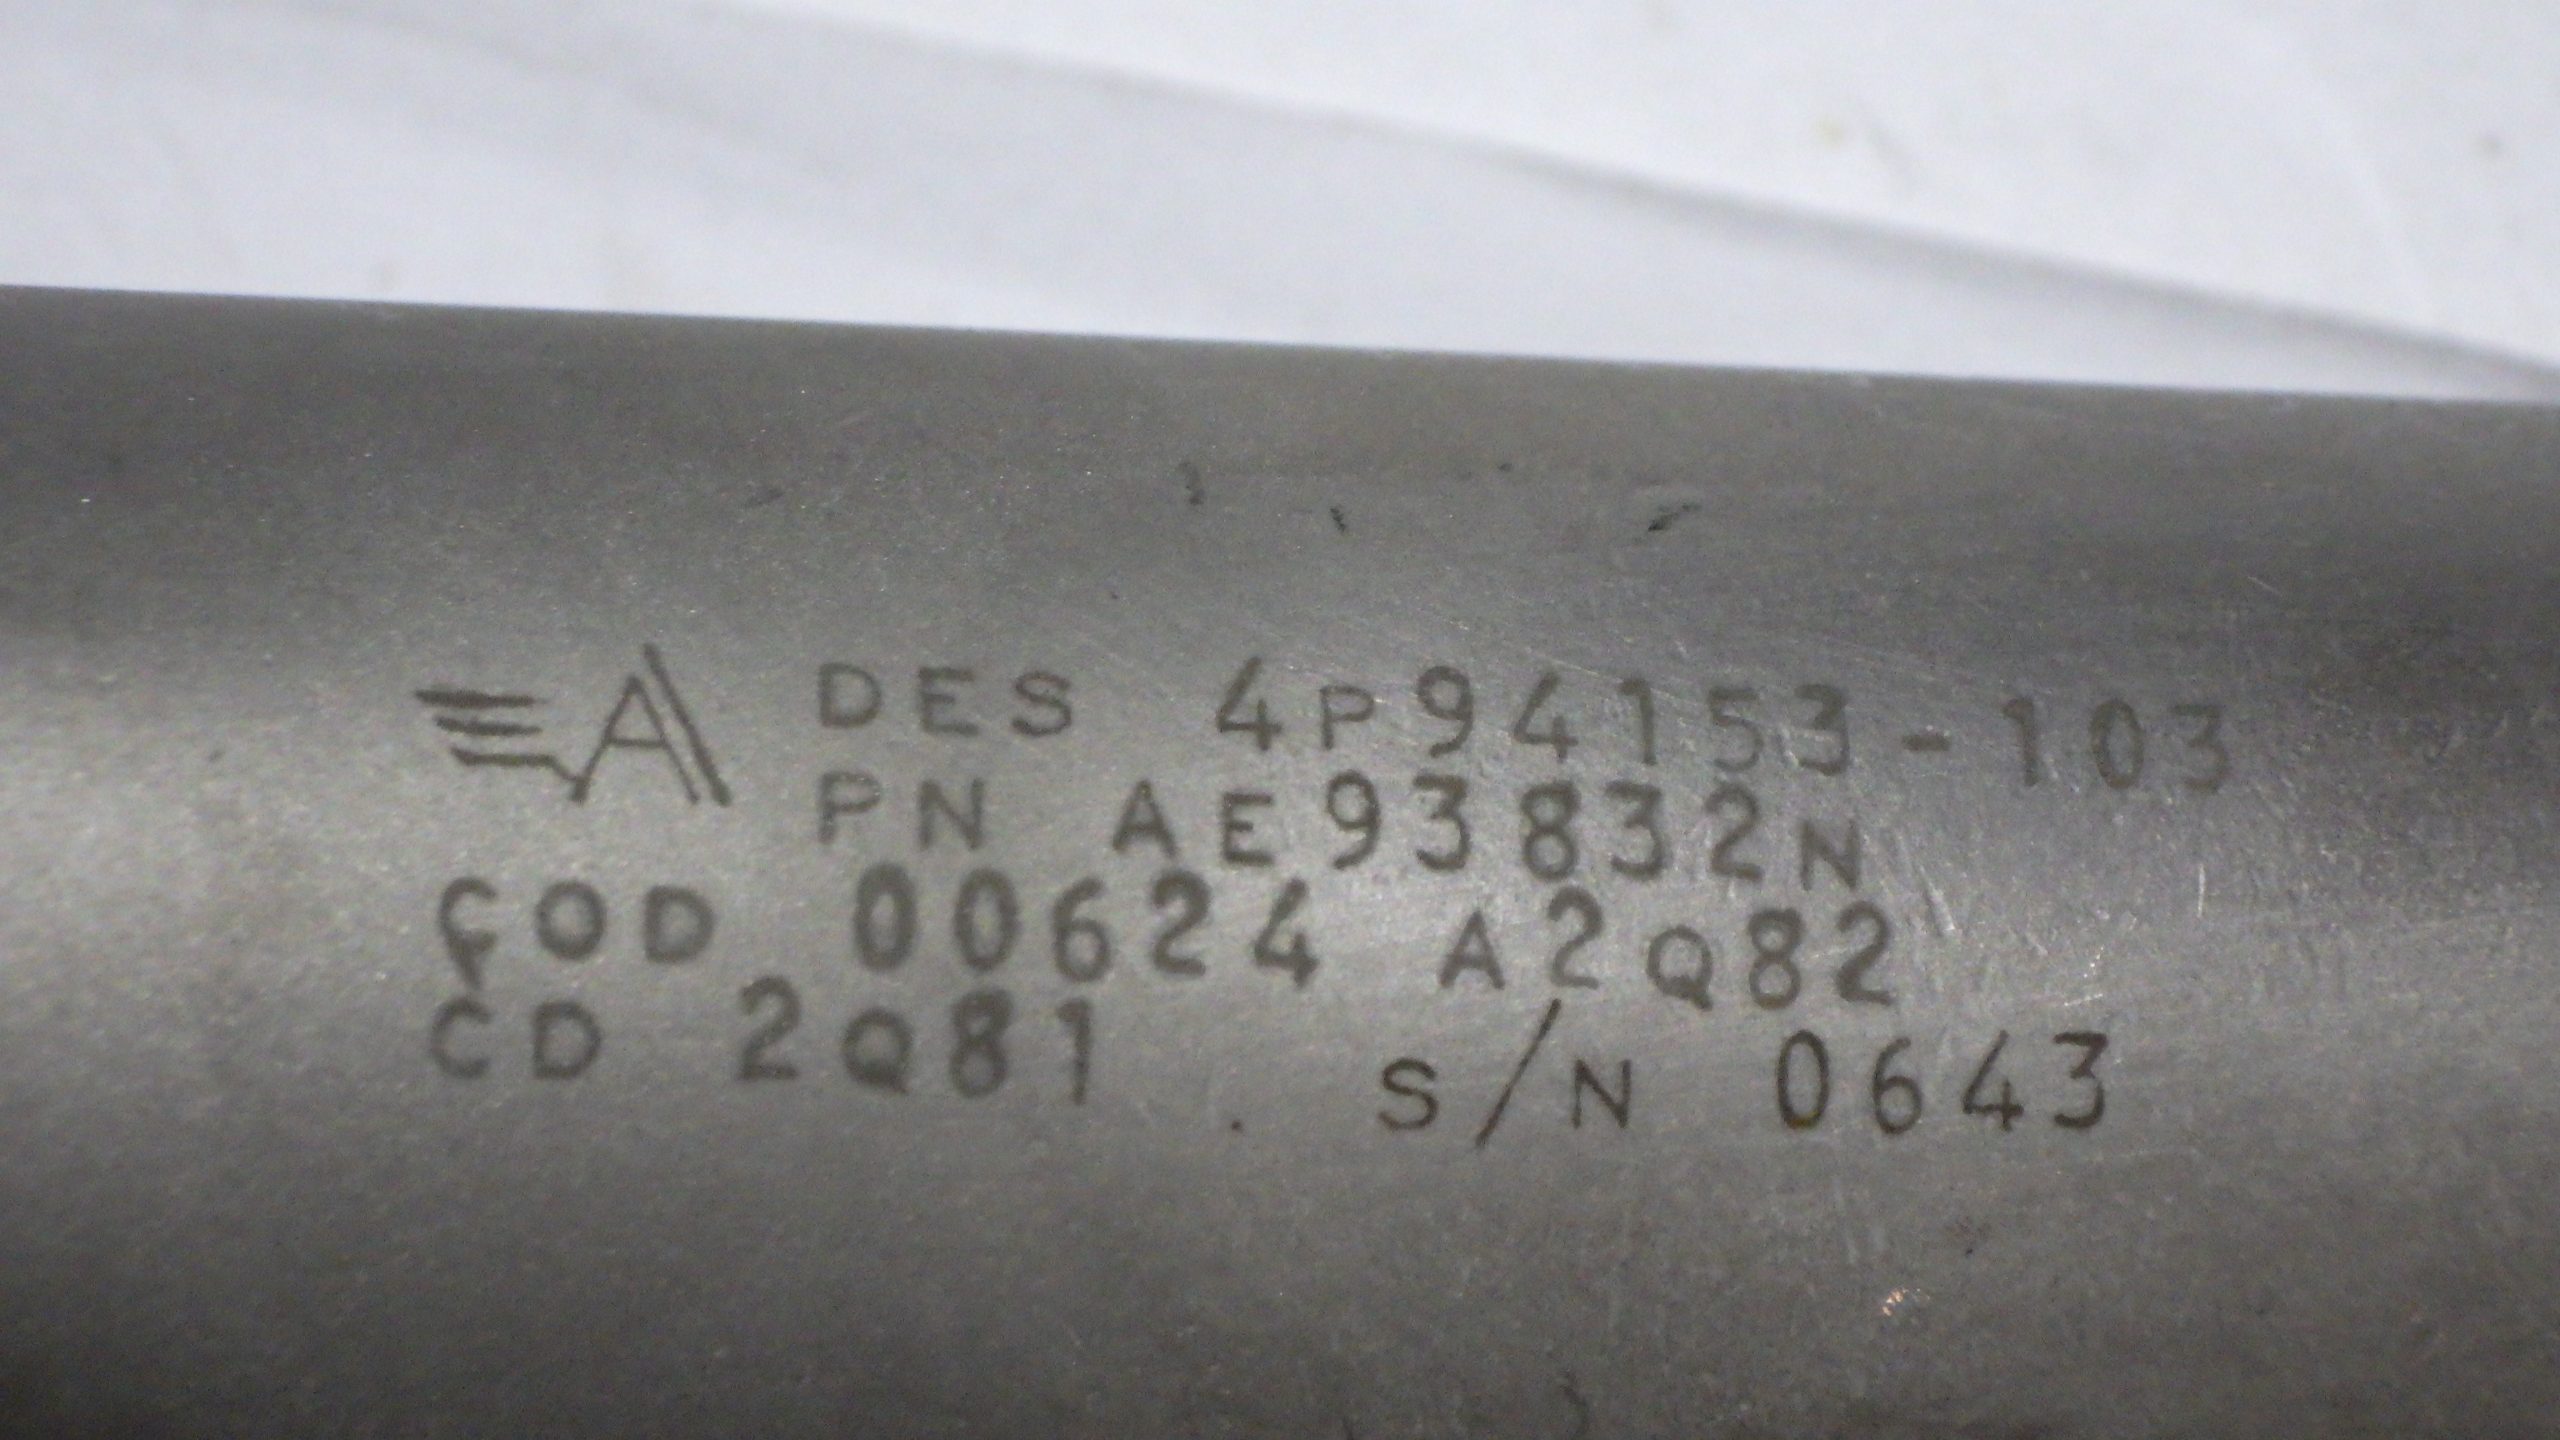 A DES 4P94153-103
PN AE93832N
COD 00624 A2Q82
CD 2Q81 . S/N 0643